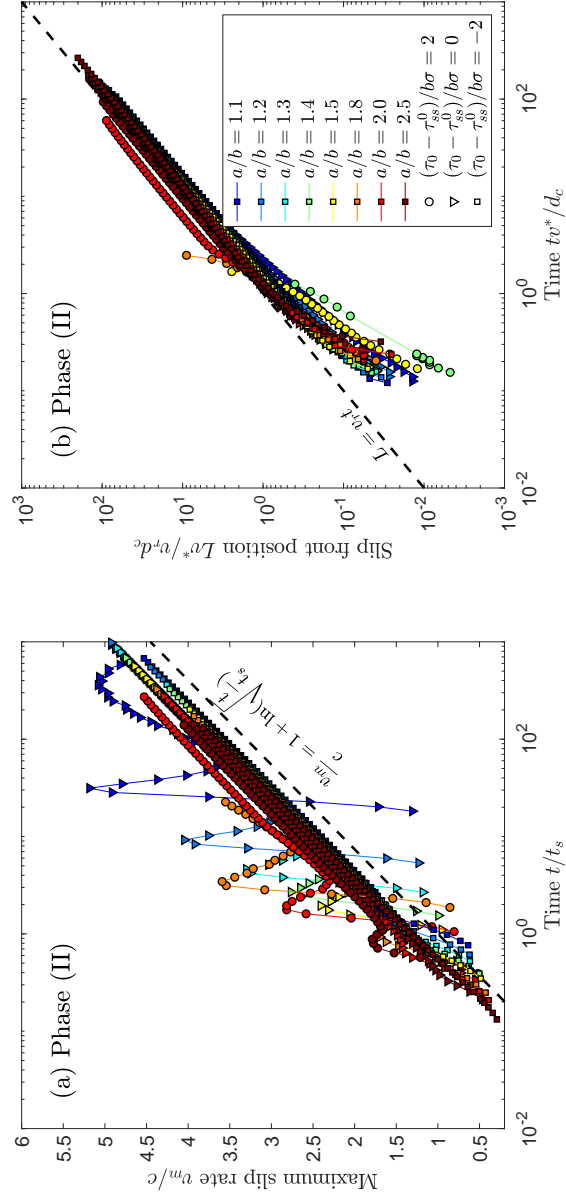 (a) Phase (II)
Maximum slip rate v_m/c
6
5.5
5
4.5
4
3.5
3
2.5
2
1.5
1
0.5
v_m/c = 1 + ln(√(t/t_s))
10^-2
10^0
10^2
Time t/t_s
(b) Phase (II)
Slip front position Lv*/v_r d_c
10^3
10^2
10^1
10^0
10^-1
10^-2
10^-3
L = v_r t
10^-2
10^0
10^2
Time tv*/d_c
a/b = 1.1
a/b = 1.2
a/b = 1.3
a/b = 1.4
a/b = 1.5
a/b = 1.8
a/b = 2.0
a/b = 2.5
(τ_0 − τ_ss^0)/bσ = 2
(τ_0 − τ_ss^0)/bσ = 0
(τ_0 − τ_ss^0)/bσ = −2